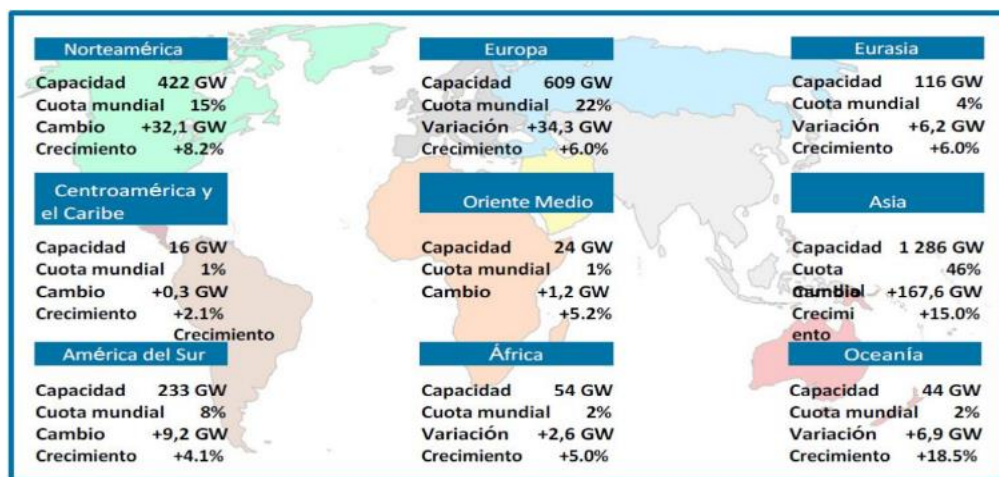 Norteamérica
Capacidad 422 GW
Cuota mundial 15%
Cambio +32,1 GW
Crecimiento +8.2%
Europa
Capacidad 609 GW
Cuota mundial 22%
Variación +34,3 GW
Crecimiento +6.0%
Eurasia
Capacidad 116 GW
Cuota mundial 4%
Variación +6,2 GW
Crecimiento +6.0%
Centroamérica y
el Caribe
Capacidad 16 GW
Cuota mundial 1%
Cambio +0,3 GW
Crecimiento +2.1%
Crecimiento
Oriente Medio
Capacidad 24 GW
Cuota mundial 1%
Cambio +1,2 GW
+5.2%
Asia
Capacidad 1 286 GW
Cuota 46%
mundial
Cambio +167,6 GW
Crecimi +15.0%
ento
América del Sur
Capacidad 233 GW
Cuota mundial 8%
Cambio +9,2 GW
Crecimiento +4.1%
África
Capacidad 54 GW
Cuota mundial 2%
Variación +2,6 GW
Crecimiento +5.0%
Oceanía
Capacidad 44 GW
Cuota mundial 2%
Variación +6,9 GW
Crecimiento +18.5%